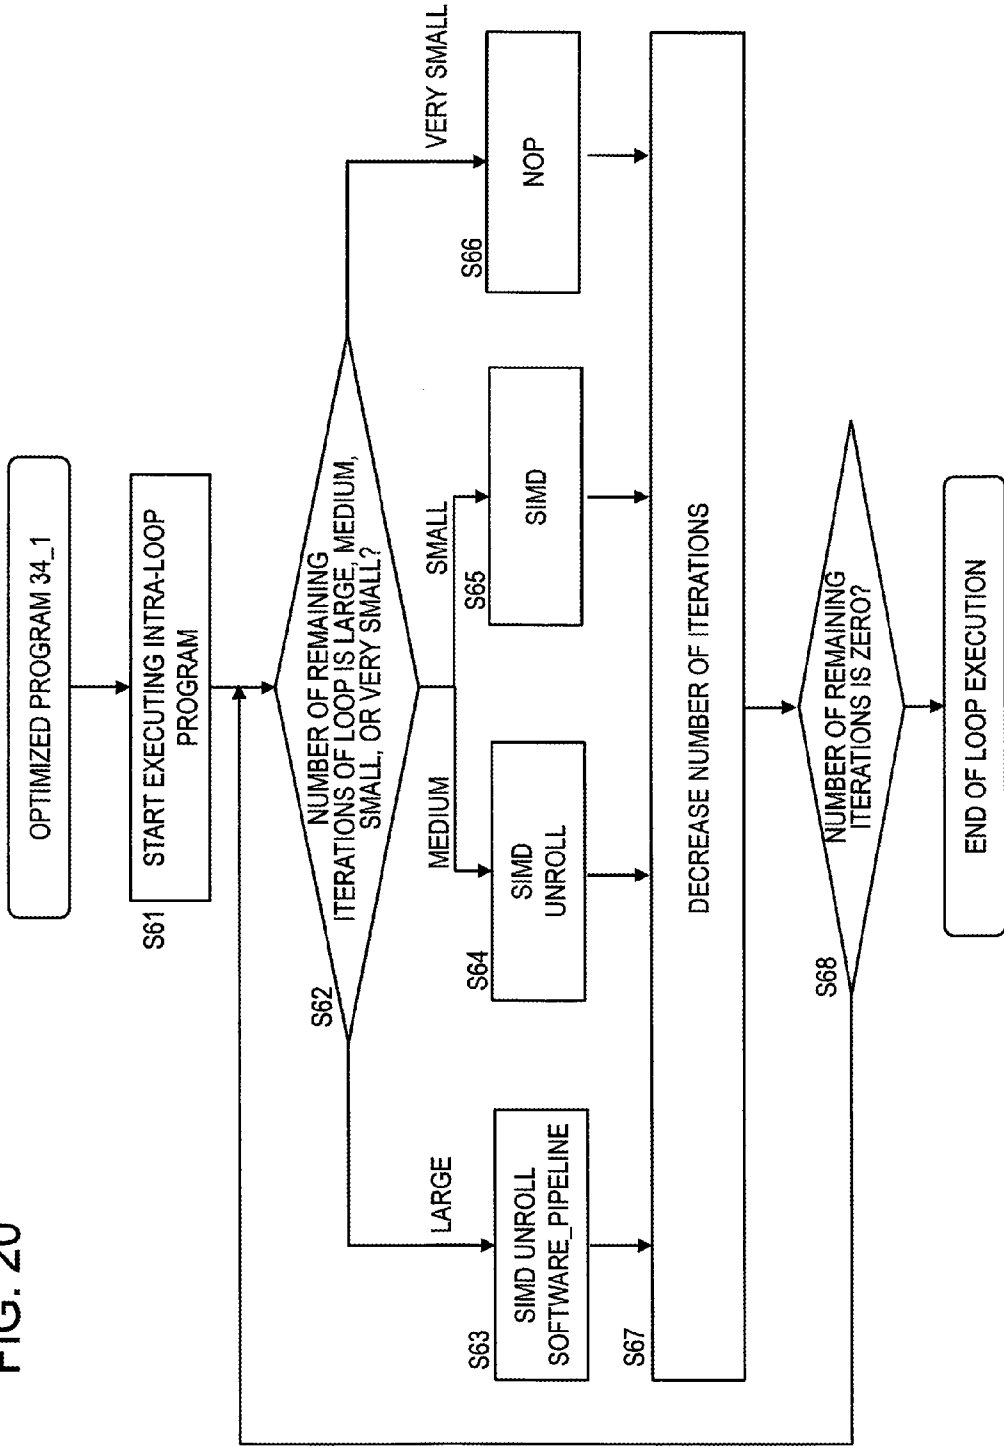 FIG. 20
OPTIMIZED PROGRAM 34_1
S61
START EXECUTING INTRA-LOOP
PROGRAM
S62
NUMBER OF REMAINING
ITERATIONS OF LOOP IS LARGE, MEDIUM,
SMALL, OR VERY SMALL?
LARGE
MEDIUM
SMALL
VERY SMALL
S63
SIMD UNROLL
SOFTWARE_PIPELINE
S64
SIMD
UNROLL
S65
SIMD
S66
NOP
S67
DECREASE NUMBER OF ITERATIONS
S68
NUMBER OF REMAINING
ITERATIONS IS ZERO?
END OF LOOP EXECUTION